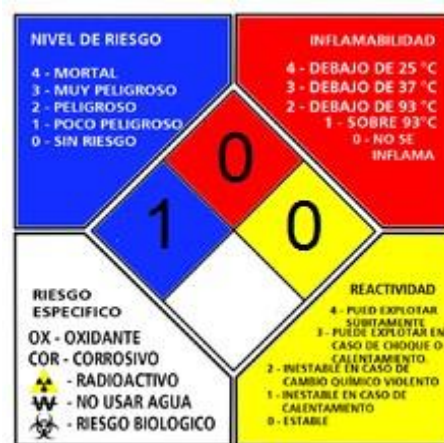 NIVEL DE RIESGO
4 - MORTAL
3 - MUY PELIGROSO
2 - PELIGROSO
1 - POCO PELIGROSO
0 - SIN RIESGO
INFLAMABILIDAD
4 - DEBAJO DE 25 °C
3 - DEBAJO DE 37 °C
2 - DEBAJO DE 93 °C
1 - SOBRE 93°C
0 - NO SE
INFLAMA
0
1
0
RIESGO
ESPECIFICO
OX - OXIDANTE
COR - CORROSIVO
- RADIOACTIVO
W - NO USAR AGUA
- RIESGO BIOLOGICO
REACTIVIDAD
4 - PUED EXPLOTAR
SUBITAMENTE
3 - PUEDE EXPLOTAR EN
CASO DE CHOQUE O
CALENTAMIENTO.
2 - INESTABLE EN CASO DE
CAMBIO QUÍMICO VIOLENTO
1 - INESTABLE EN CASO DE
CALENTAMIENTO
0 - ESTABLE